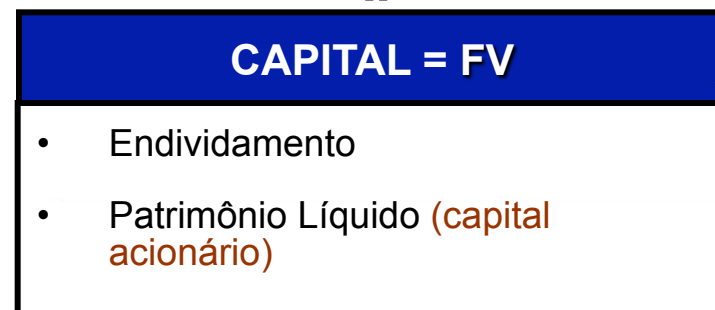 CAPITAL = FV
• Endividamento
• Patrimônio Líquido (capital
acionário)